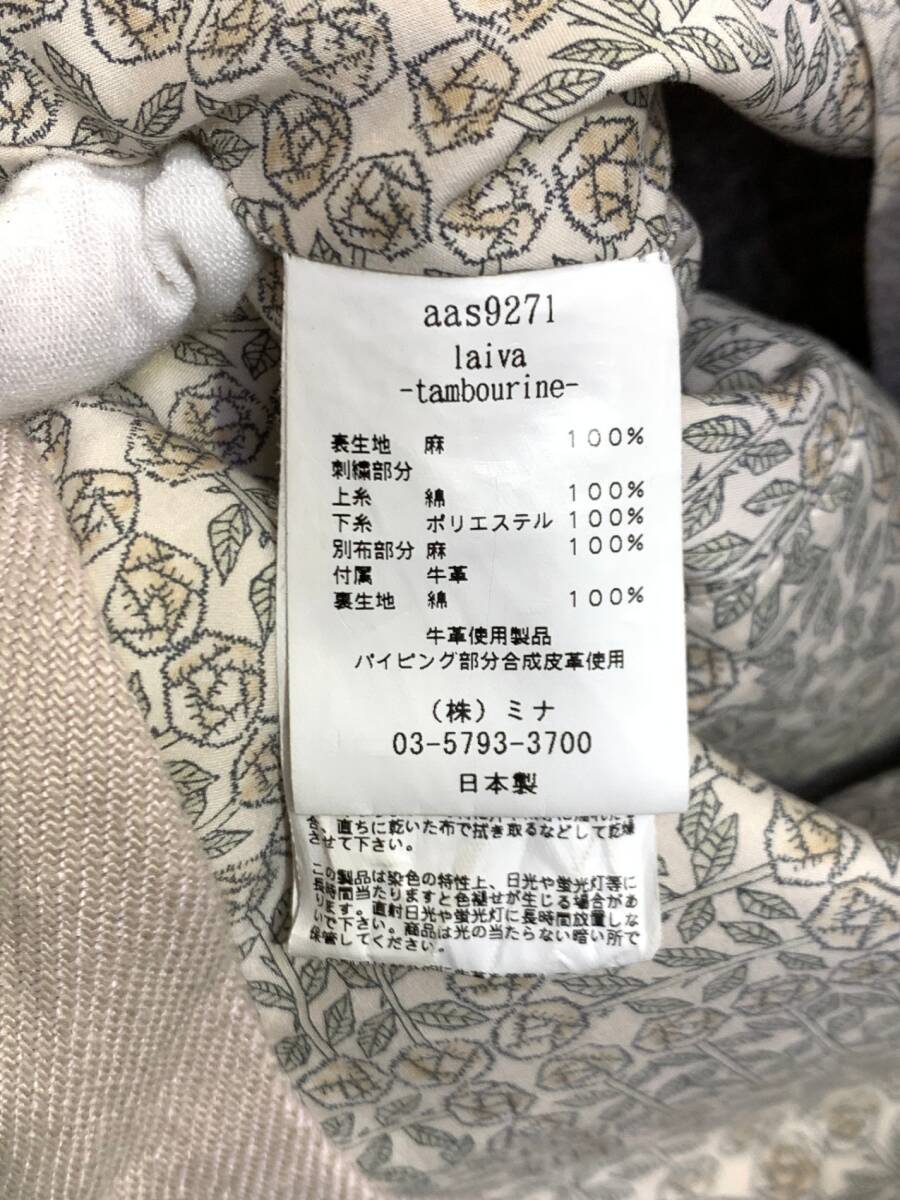 aas9271
laiva
-tambourine-
表生地 麻 100%
刺繍部分
上糸 綿 100%
下糸 ポリエステル 100%
別布部分 麻 100%
付属 牛革
裏生地 綿 100%
牛革使用製品
パイピング部分合成皮革使用
(株)ミナ
03-5793-3700
日本製
合、直ちに乾いた布で拭き取るなどして乾燥
させて下さい。
この製品は染色の特性上、日光や蛍光灯等に
長時間当たりますと色褪せが生じる場合があ
ります。直射日光や蛍光灯に長時間放置しな
いで下さい。商品は光の当たらない暗い所で
保管してください。